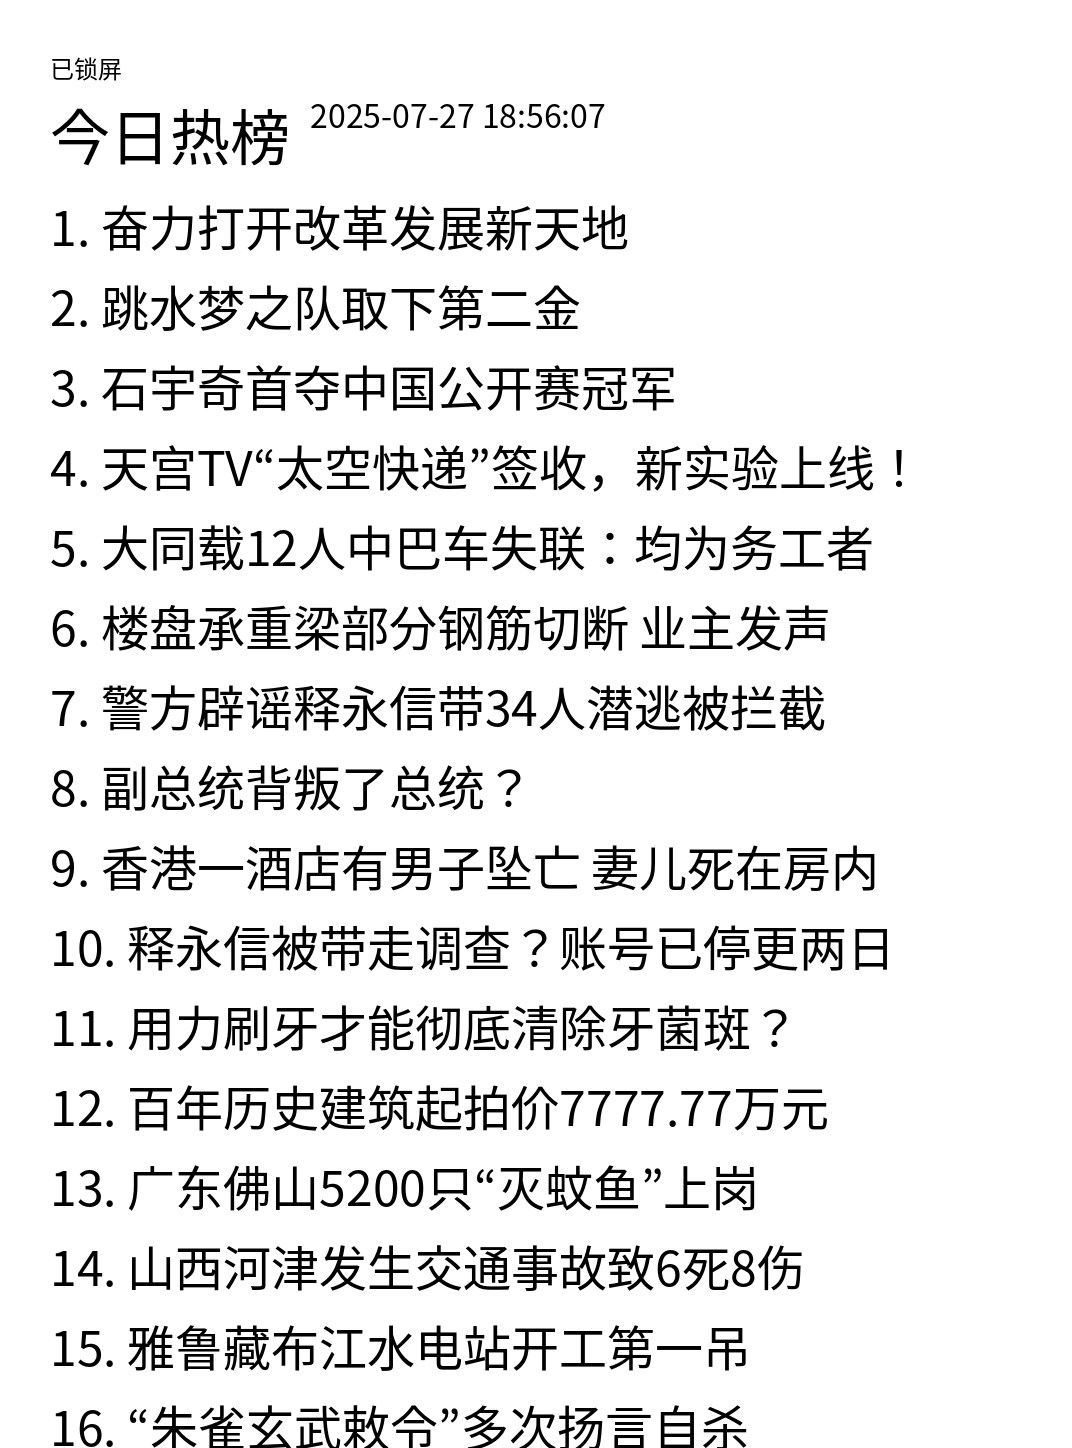 已锁屏
今日热榜 2025-07-27 18:56:07
1. 奋力打开改革发展新天地
2. 跳水梦之队取下第二金
3. 石宇奇首夺中国公开赛冠军
4. 天宫TV“太空快递”签收，新实验上线！
5. 大同载12人中巴车失联：均为务工者
6. 楼盘承重梁部分钢筋切断 业主发声
7. 警方辟谣释永信带34人潜逃被拦截
8. 副总统背叛了总统？
9. 香港一酒店有男子坠亡 妻儿死在房内
10. 释永信被带走调查？账号已停更两日
11. 用力刷牙才能彻底清除牙菌斑？
12. 百年历史建筑起拍价7777.77万元
13. 广东佛山5200只“灭蚊鱼”上岗
14. 山西河津发生交通事故致6死8伤
15. 雅鲁藏布江水电站开工第一吊
16. “朱雀玄武敕令”多次扬言自杀